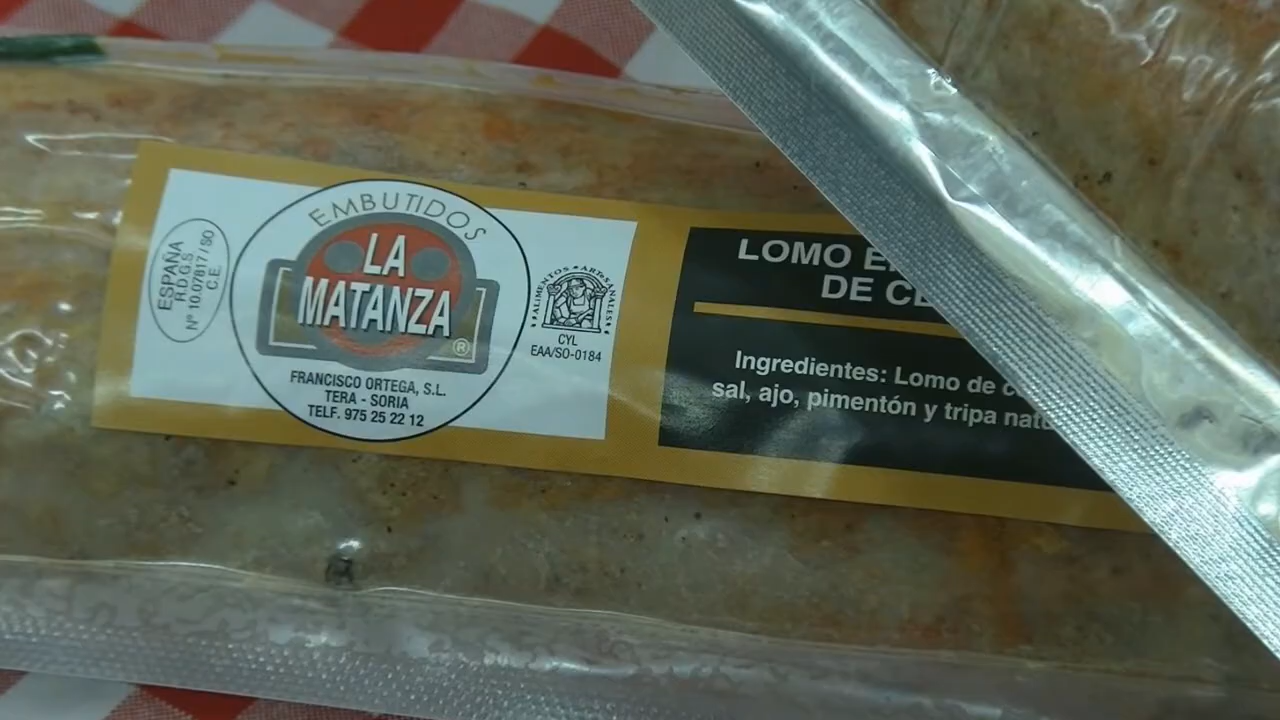 ESPAÑA
R.D.G.S
Nº 10.07817 / SO
C.E.
EMBUTIDOS
LA
MATANZA
®
FRANCISCO ORTEGA, S.L.
TERA - SORIA
TELF. 975 25 22 12
ALIMENTOS ARTESANALES
CYL
EAA/SO-0184
LOMO
DE
Ingredientes: Lomo de
sal, ajo, pimentón y tripa